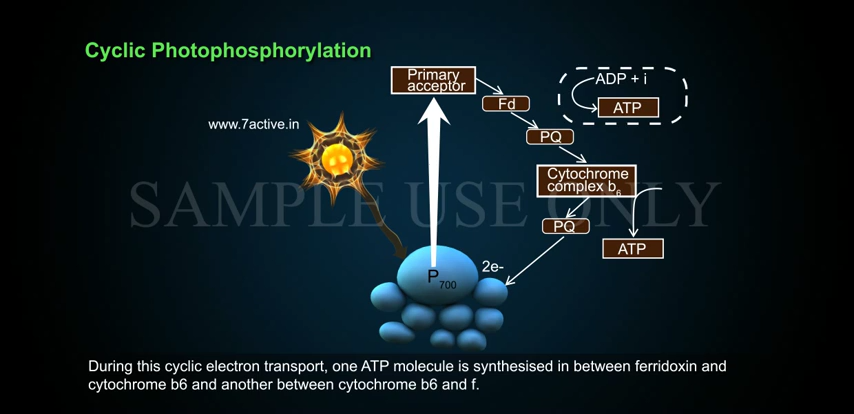 Cyclic Photophosphorylation
www.7active.in
Primary
acceptor
Fd
PQ
ADP + i
ATP
Cytochrome
complex b6
PQ
ATP
2e-
P700
SAMPLE USE ONLY
During this cyclic electron transport, one ATP molecule is synthesised in between ferridoxin and
cytochrome b6 and another between cytochrome b6 and f.